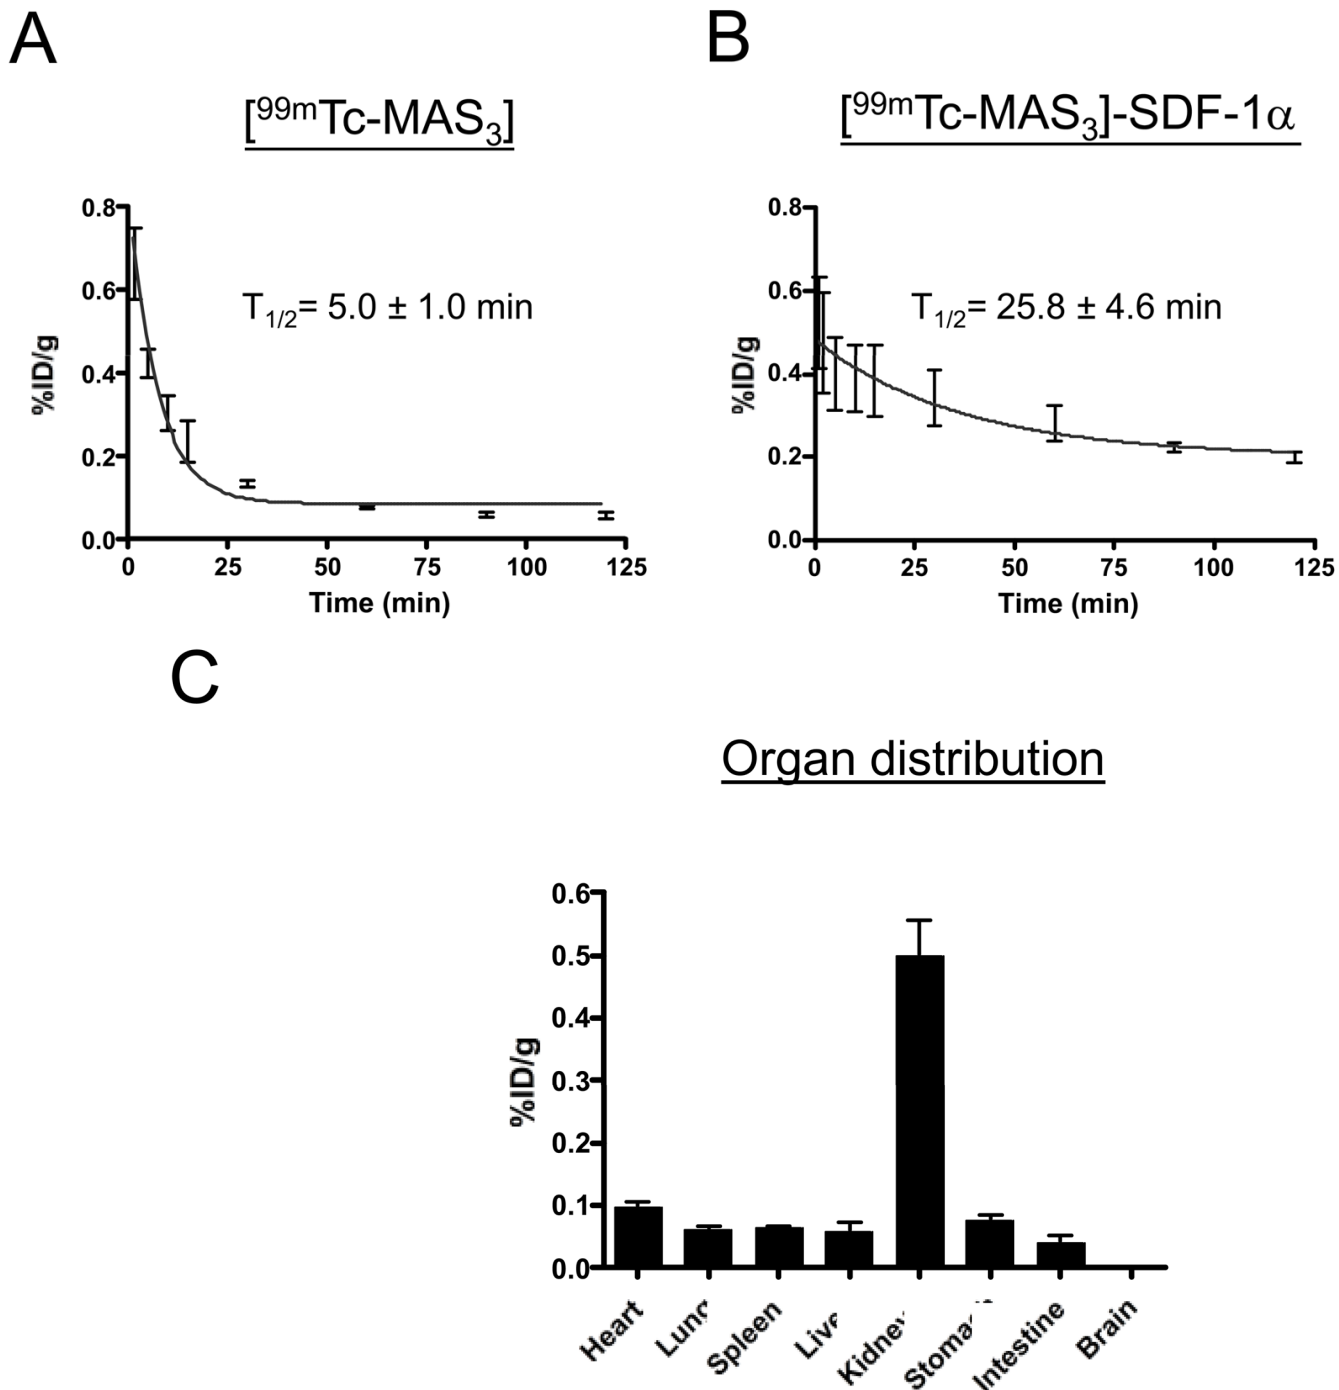 A
B
[99mTc-MAS3]
[99mTc-MAS3]-SDF-1α
0.8
0.6
0.4
0.2
0.0
%ID/g
T1/2= 5.0 ± 1.0 min
0 25 50 75 100 125
Time (min)
0.8
0.6
0.4
0.2
0.0
%ID/g
T1/2= 25.8 ± 4.6 min
0 25 50 75 100 125
Time (min)
C
Organ distribution
0.6
0.5
0.4
0.3
0.2
0.1
0.0
%ID/g
Heart
Lung
Spleen
Live
Kidney
Stomach
Intestine
Brain